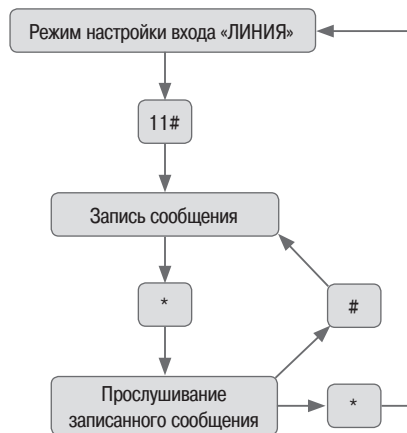 Режим настройки входа «ЛИНИЯ»
11#
Запись сообщения
*
#
Прослушивание
записанного сообщения
*